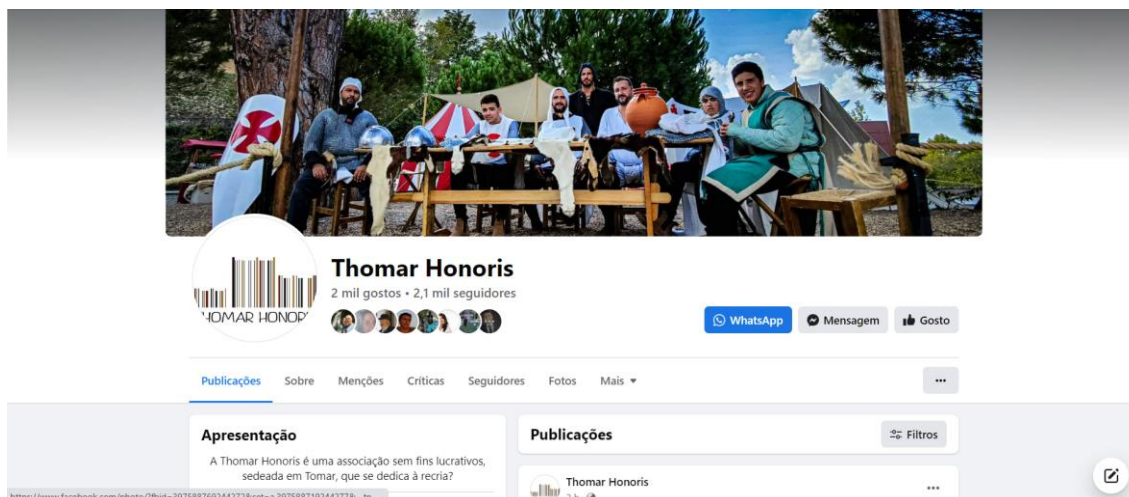 Thomar Honoris
2 mil gostos • 2,1 mil seguidores
WhatsApp
Mensagem
Gosto
Publicações
Sobre
Menções
Críticas
Seguidores
Fotos
Mais
Apresentação
A Thomar Honoris é uma associação sem fins lucrativos,
sedeada em Tomar, que se dedica à recria?
Publicações
Filtros
Thomar Honoris